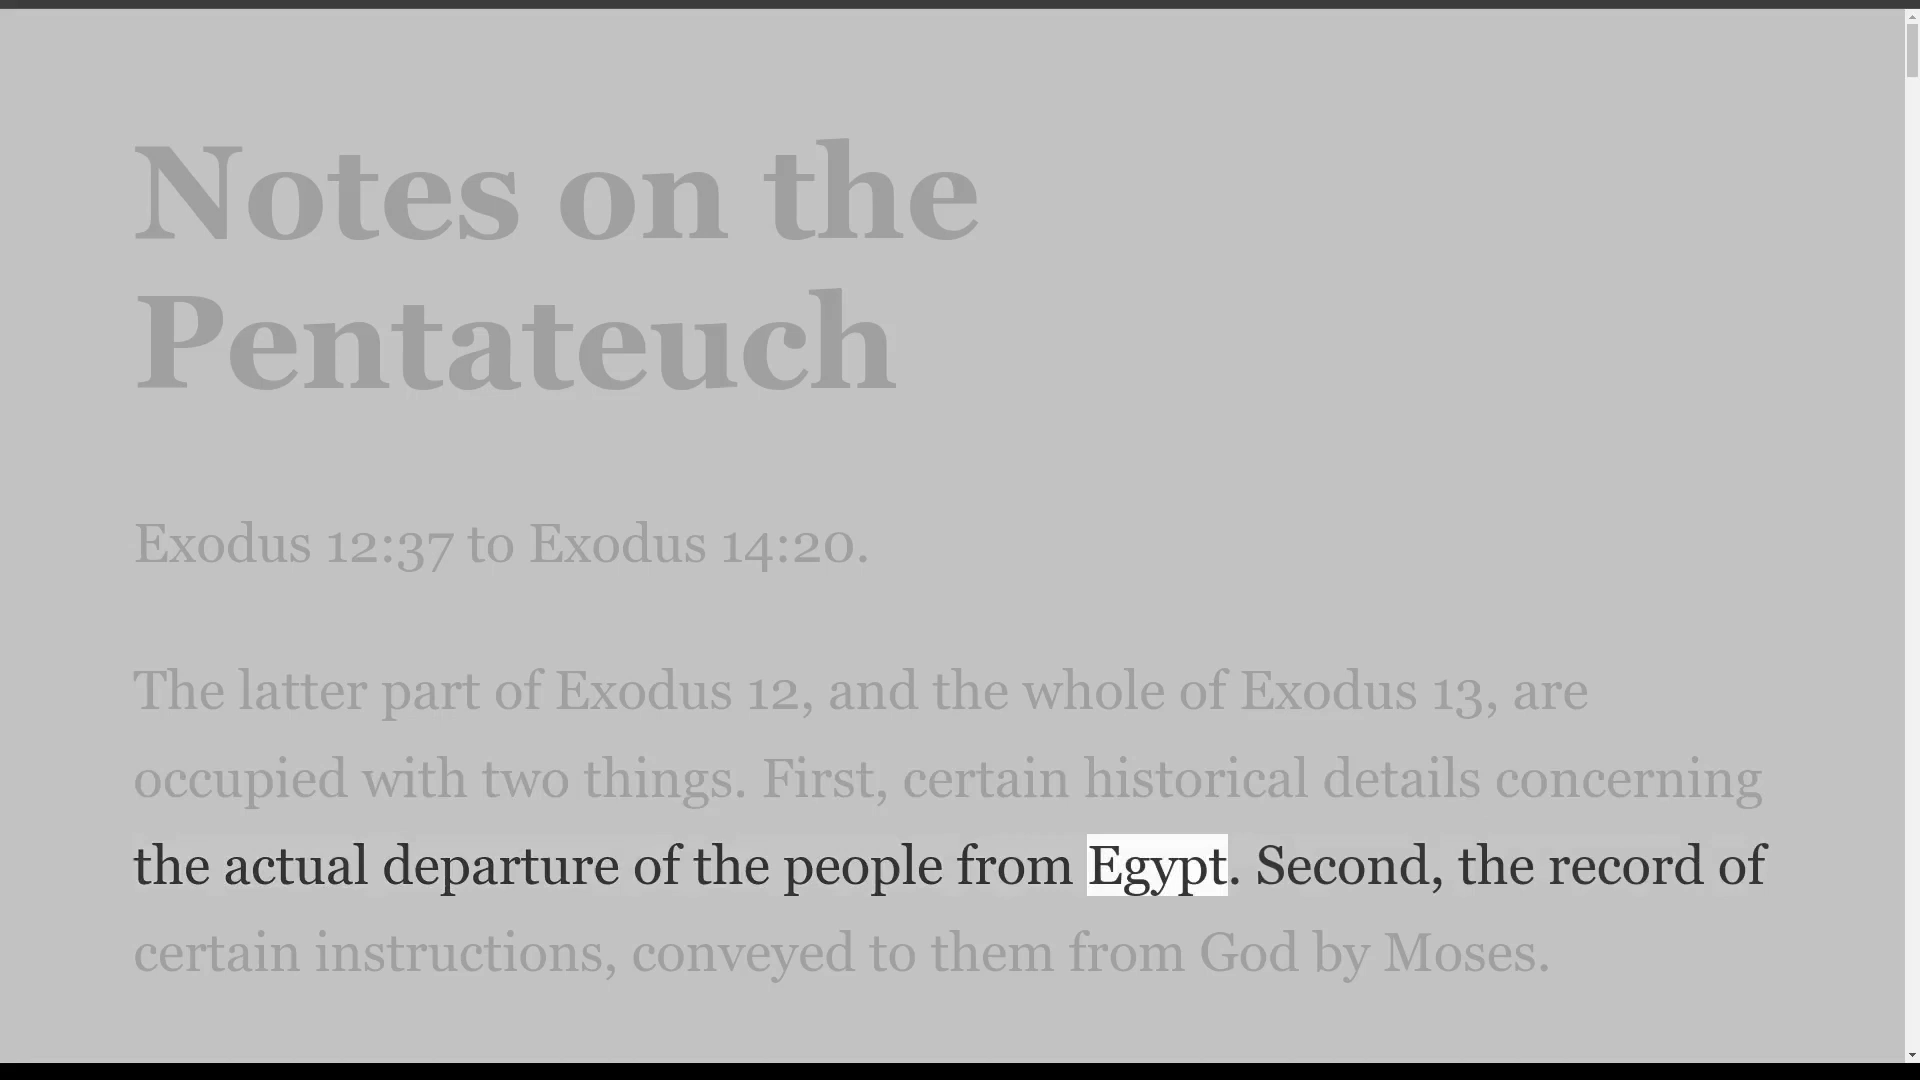 Notes on the
Pentateuch
Exodus 12:37 to Exodus 14:20.
The latter part of Exodus 12, and the whole of Exodus 13, are
occupied with two things. First, certain historical details concerning
the actual departure of the people from Egypt. Second, the record of
certain instructions, conveyed to them from God by Moses.